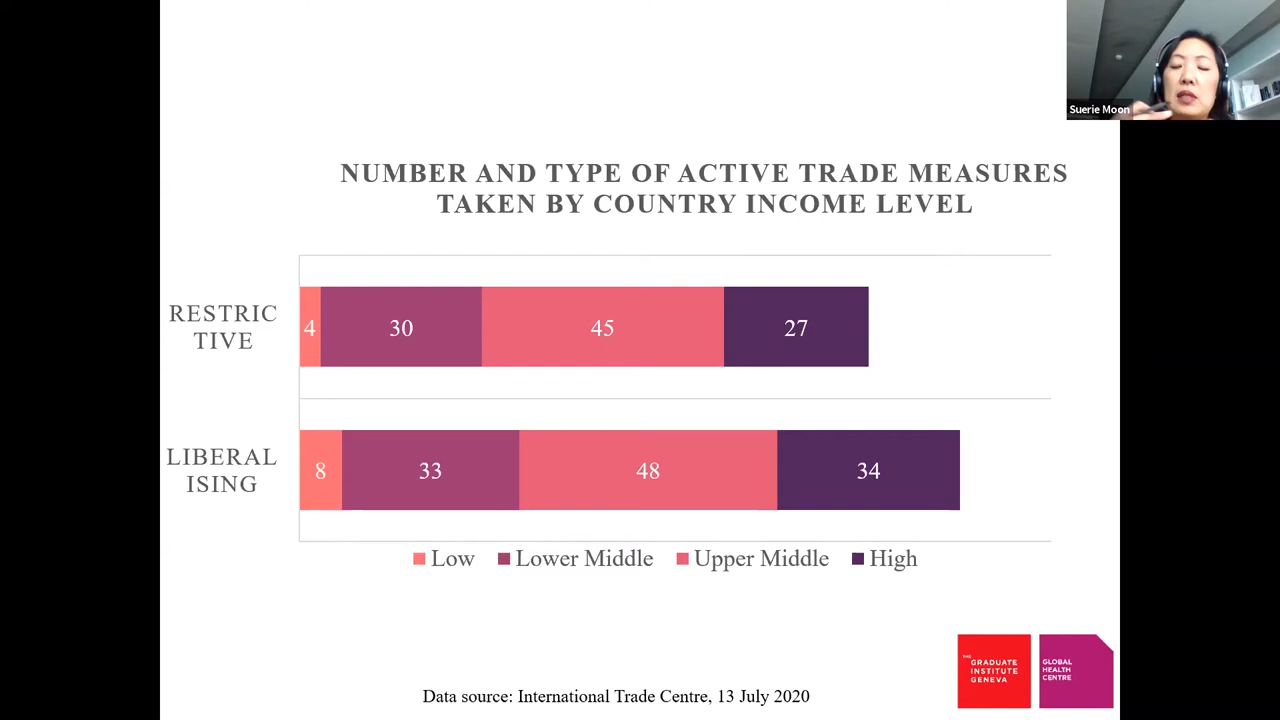 Suerie Moon
NUMBER AND TYPE OF ACTIVE TRADE MEASURES
TAKEN BY COUNTRY INCOME LEVEL
RESTRIC
TIVE
4 30 45 27
LIBERAL
ISING
8 33 48 34
Low Lower Middle Upper Middle High
THE
GRADUATE
INSTITUTE
GENEVA
GLOBAL
HEALTH
CENTRE
Data source: International Trade Centre, 13 July 2020